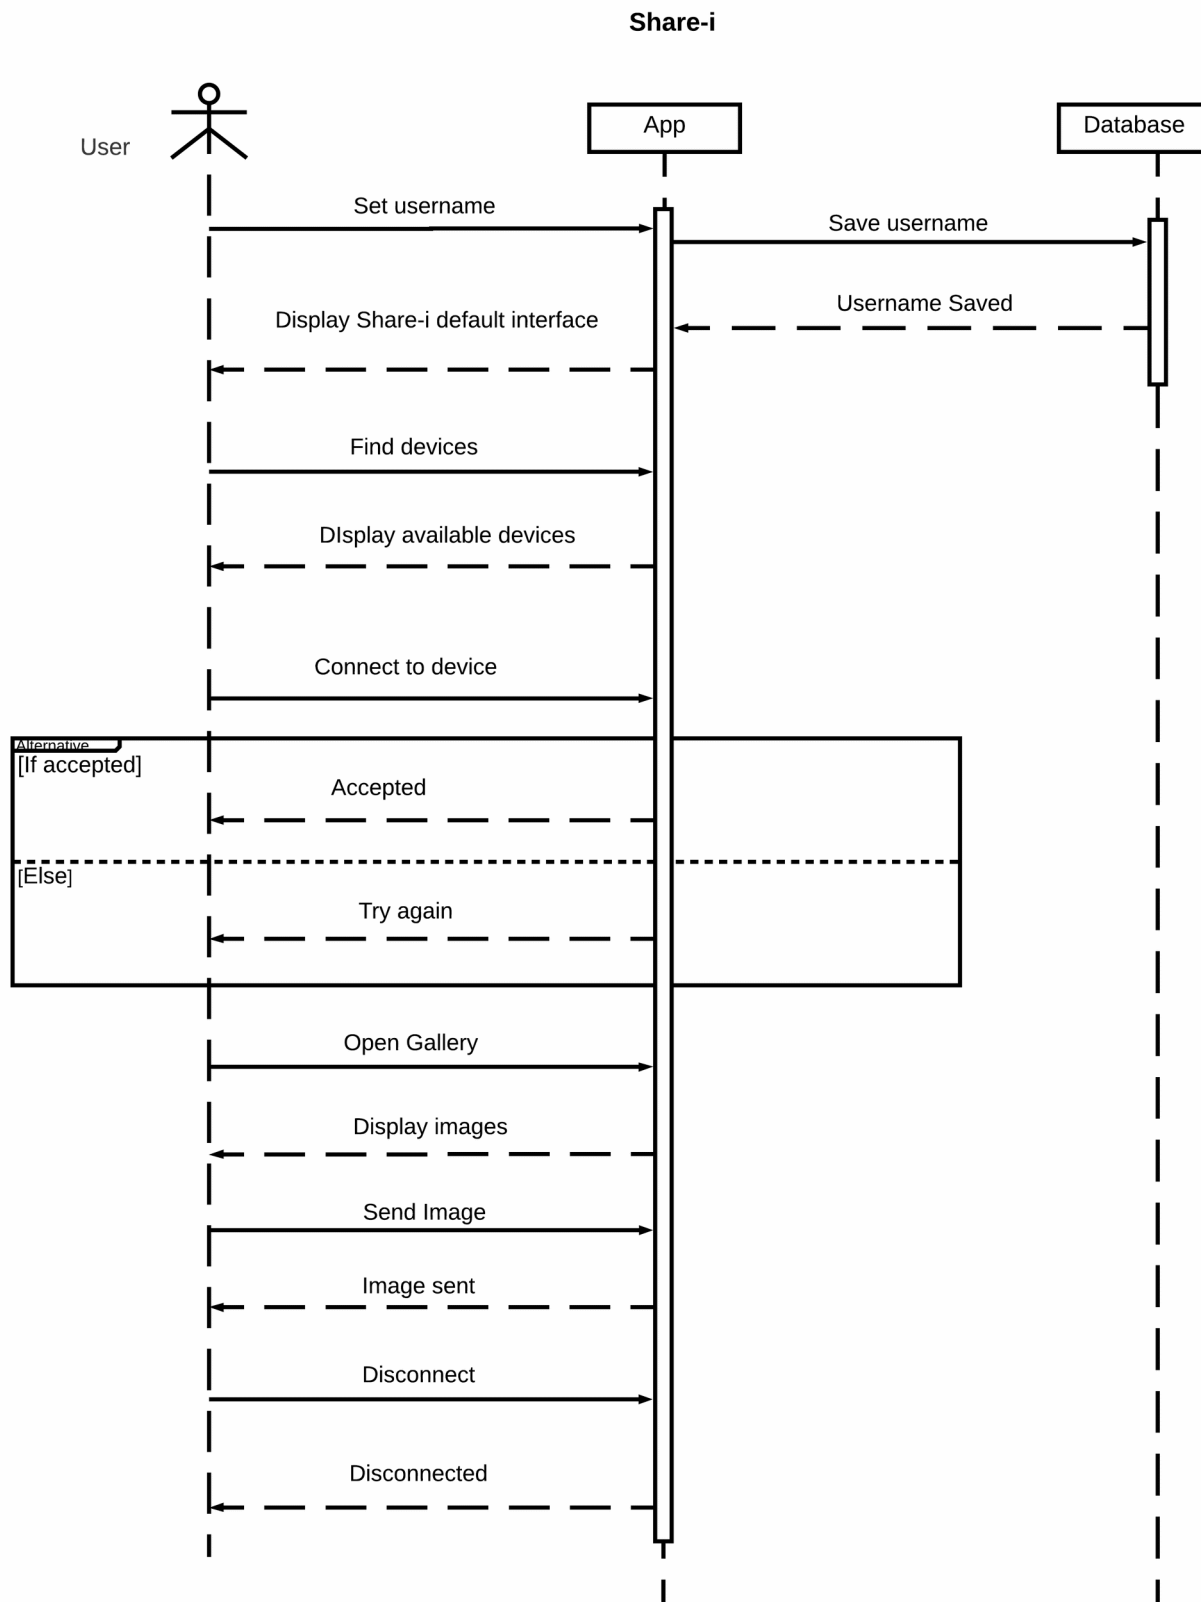 Share-i
User
App
Database
Set username
Save username
Username Saved
Display Share-i default interface
Find devices
DIsplay available devices
Connect to device
Alternative
[If accepted]
Accepted
[Else]
Try again
Open Gallery
Display images
Send Image
Image sent
Disconnect
Disconnected